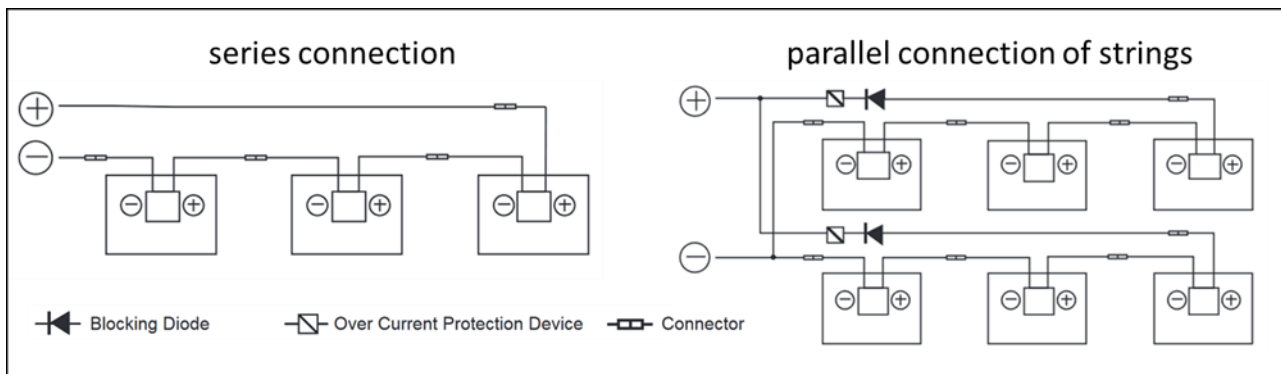 series connection
parallel connection of strings
+
−
− + − + − +
+
− + − + − +
−
− + − + − +
Blocking Diode
Over Current Protection Device
Connector